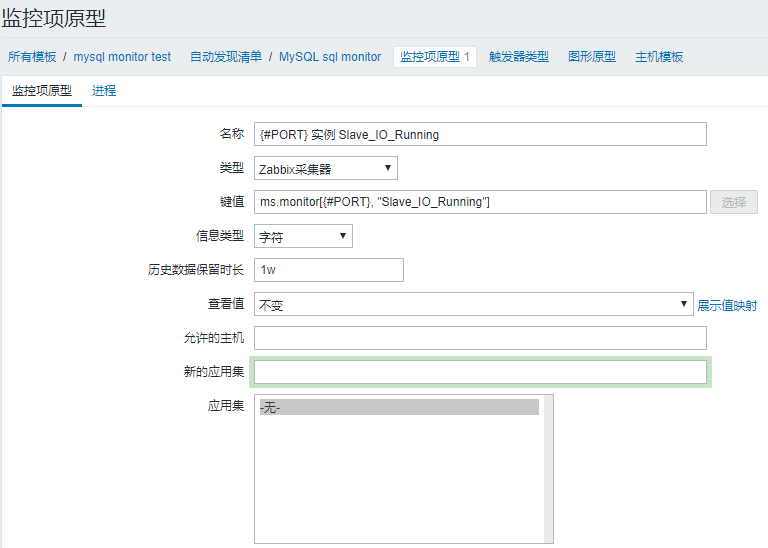 监控项原型
所有模板 / mysql monitor test 自动发现清单 / MySQL sql monitor 监控项原型 1 触发器类型 图形原型 主机模板
监控项原型 进程
名称 {#PORT} 实例 Slave_IO_Running
类型 Zabbix采集器
键值 ms.monitor[{#PORT}, "Slave_IO_Running"] 选择
信息类型 字符
历史数据保留时长 1w
查看值 不变 展示值映射
允许的主机
新的应用集
应用集 -无-